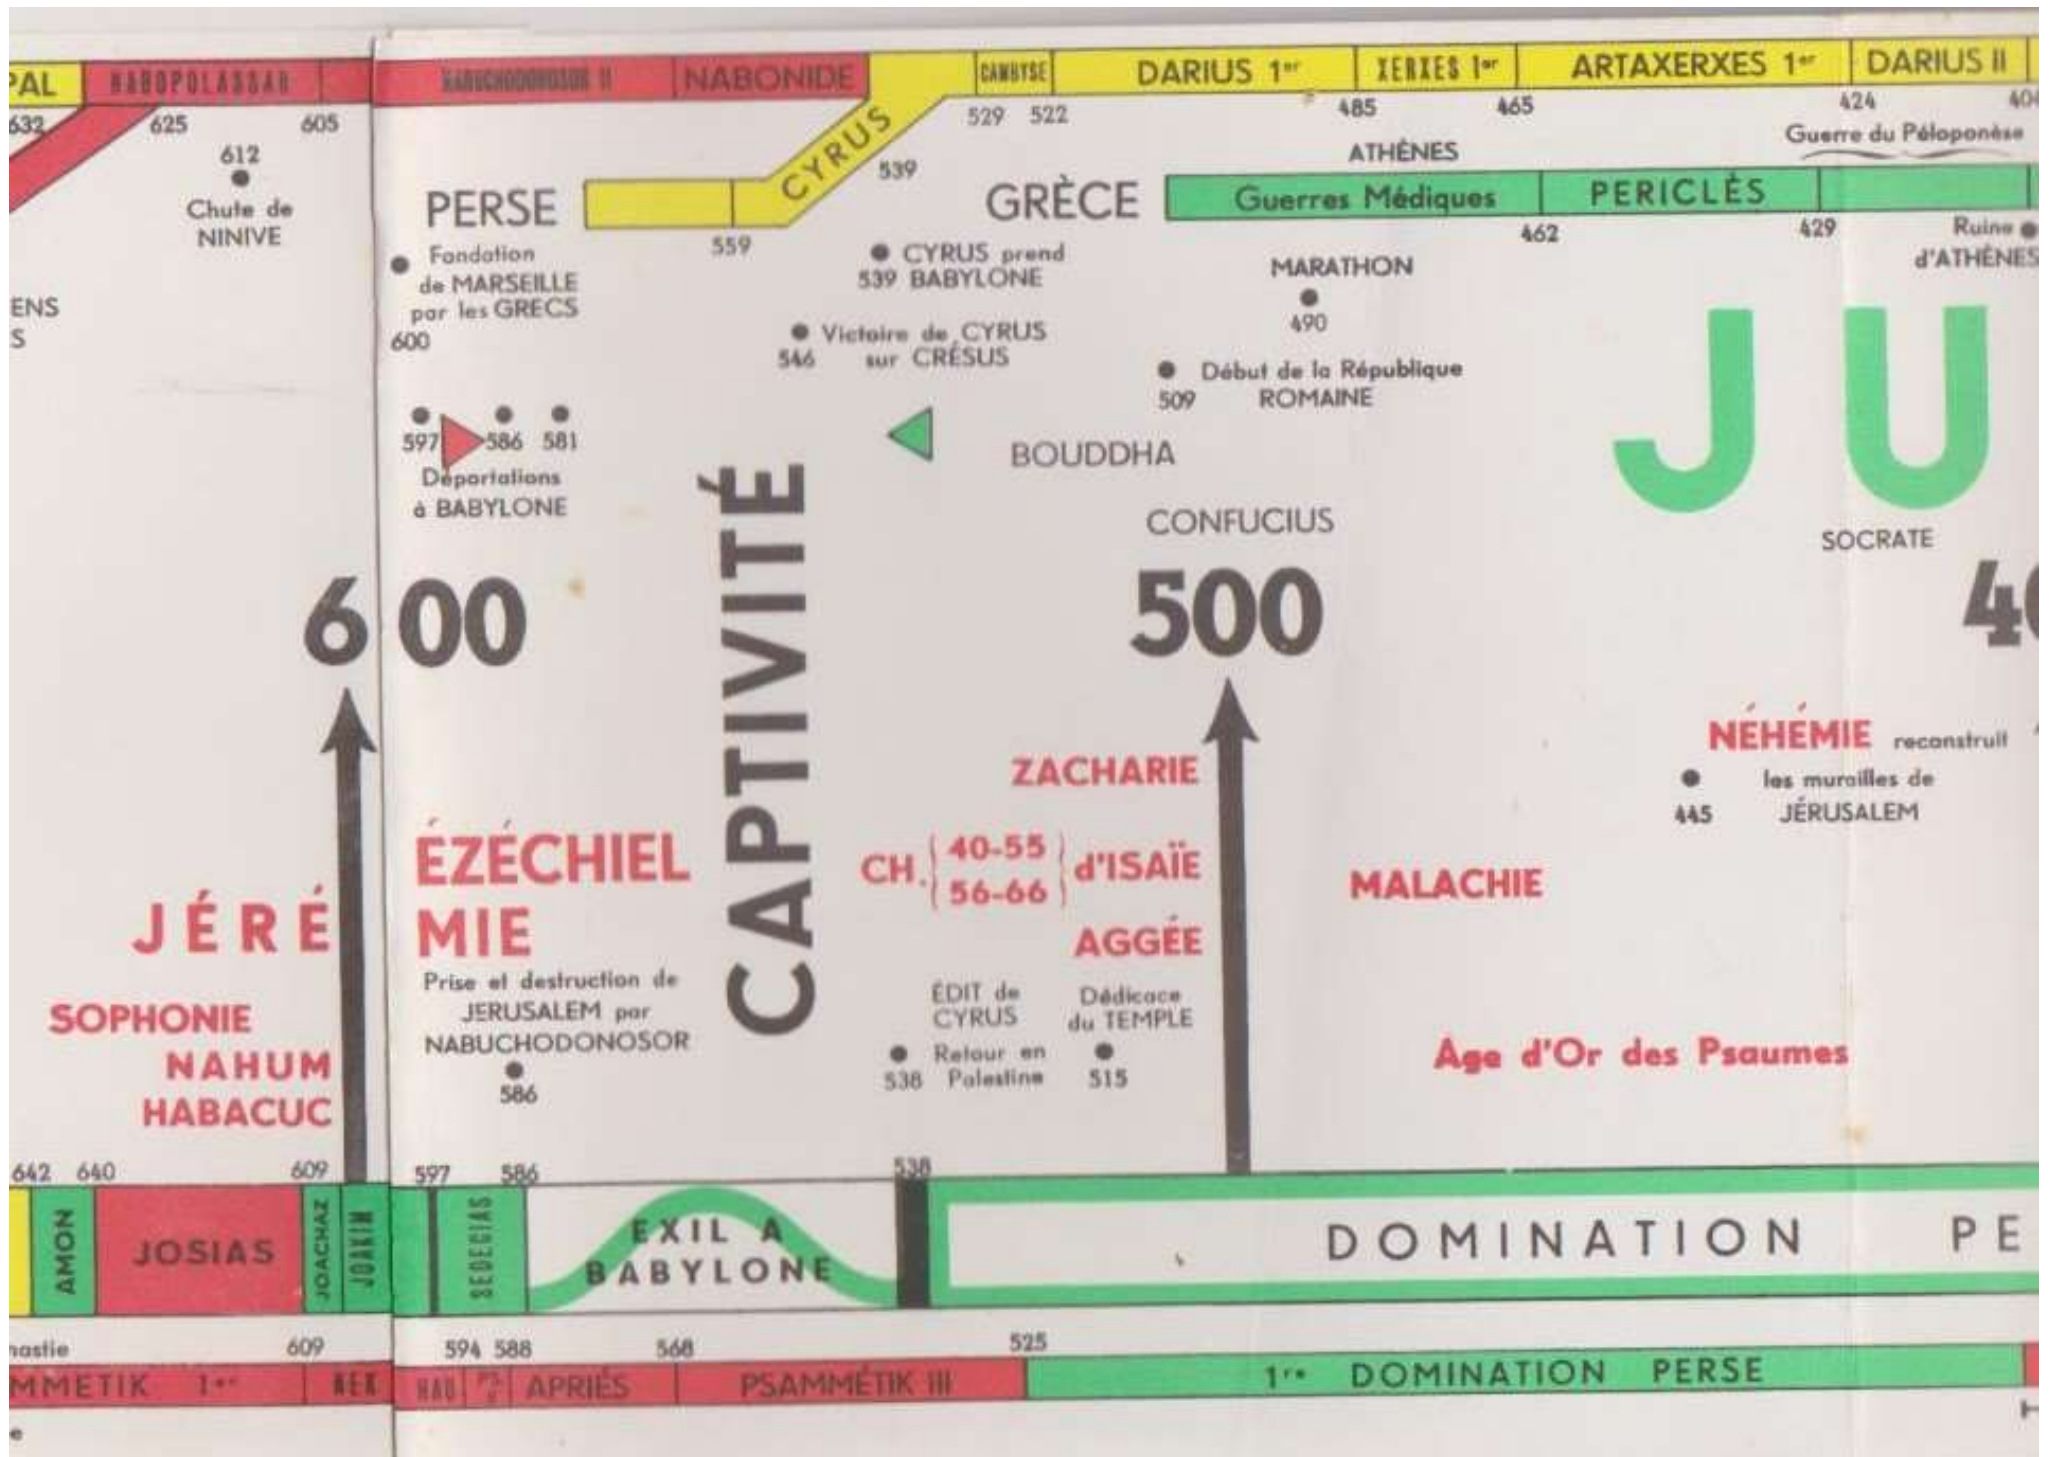 PAL
NABOPOLASSAR
NABUCHODONOSOR II
NABONIDE
CAMBYSE
DARIUS 1er
XERXES 1er
ARTAXERXES 1er
DARIUS II
632
625
605
CYRUS
539
529
522
485
465
424
404
612
Chute de
NINIVE
PERSE
559
GRÈCE
ATHÈNES
Guerres Médiques
PERICLÈS
Guerre du Péloponèse
462
429
Ruine
d'ATHÈNES
ENS
S
Fondation
de MARSEILLE
par les GRECS
600
CYRUS prend
539 BABYLONE
Victoire de CYRUS
546 sur CRÉSUS
MARATHON
490
Début de la République
509 ROMAINE
597 586 581
Déportations
à BABYLONE
BOUDDHA
CONFUCIUS
JU
SOCRATE
600
500
40
CAPTIVITÉ
ZACHARIE
NÉHÉMIE reconstruit
les murailles de
445 JÉRUSALEM
ÉZÉCHIEL
CH. 40-55 d'ISAÏE
56-66
MALACHIE
JÉRÉ MIE
AGGÉE
Prise et destruction de
JERUSALEM par
NABUCHODONOSOR
586
ÉDIT de
CYRUS
Retour en
538 Palestine
Dédicace
du TEMPLE
515
SOPHONIE
NAHUM
HABACUC
Age d'Or des Psaumes
642 640 609 597 586 538
AMON
JOSIAS
JOACHAZ
JOAKIM
SEDECIAS
EXIL A
BABYLONE
DOMINATION PE
nastie
609 594 588 568 525
MMETIK 1er
NEK
HAO
APRIÈS
PSAMMÉTIK III
1re DOMINATION PERSE
e